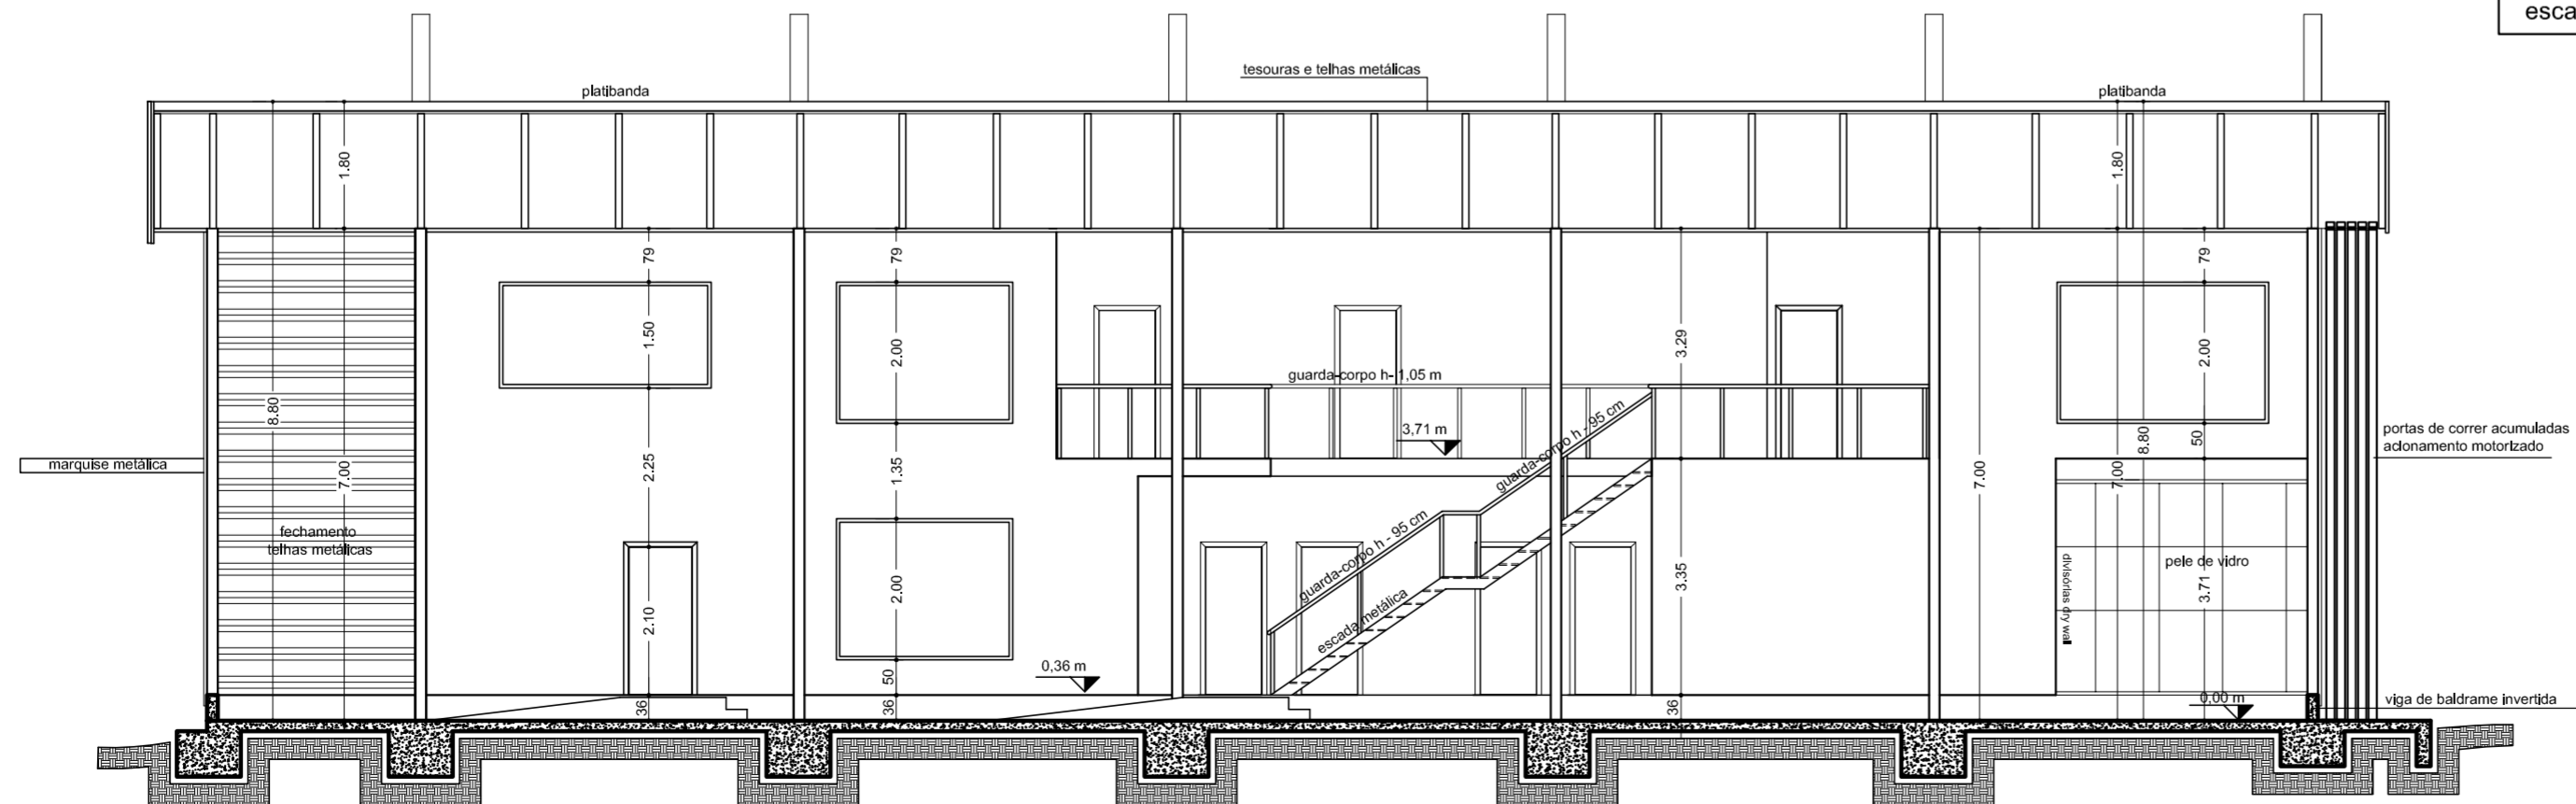 esca
tesouras e telhas metálicas
platibanda
platibanda
1.80
1.80
79
79
79
1.50
2.00
3.29
2.00
guarda-corpo h- 1,05 m
8.80
3,71 m
guarda-corpo h - 95 cm
portas de correr acumuladas
acionamento motorizado
50
8.80
marquise metálica
7.00
2.25
1.35
7.00
7.00
fechamento
telhas metálicas
guarda-corpo h - 95 cm
pele de vidro
divisórias dry wall
2.10
2.00
escada metálica
3.35
3.71
0,36 m
50
36
36
36
0,00 m
viga de baldrame invertida